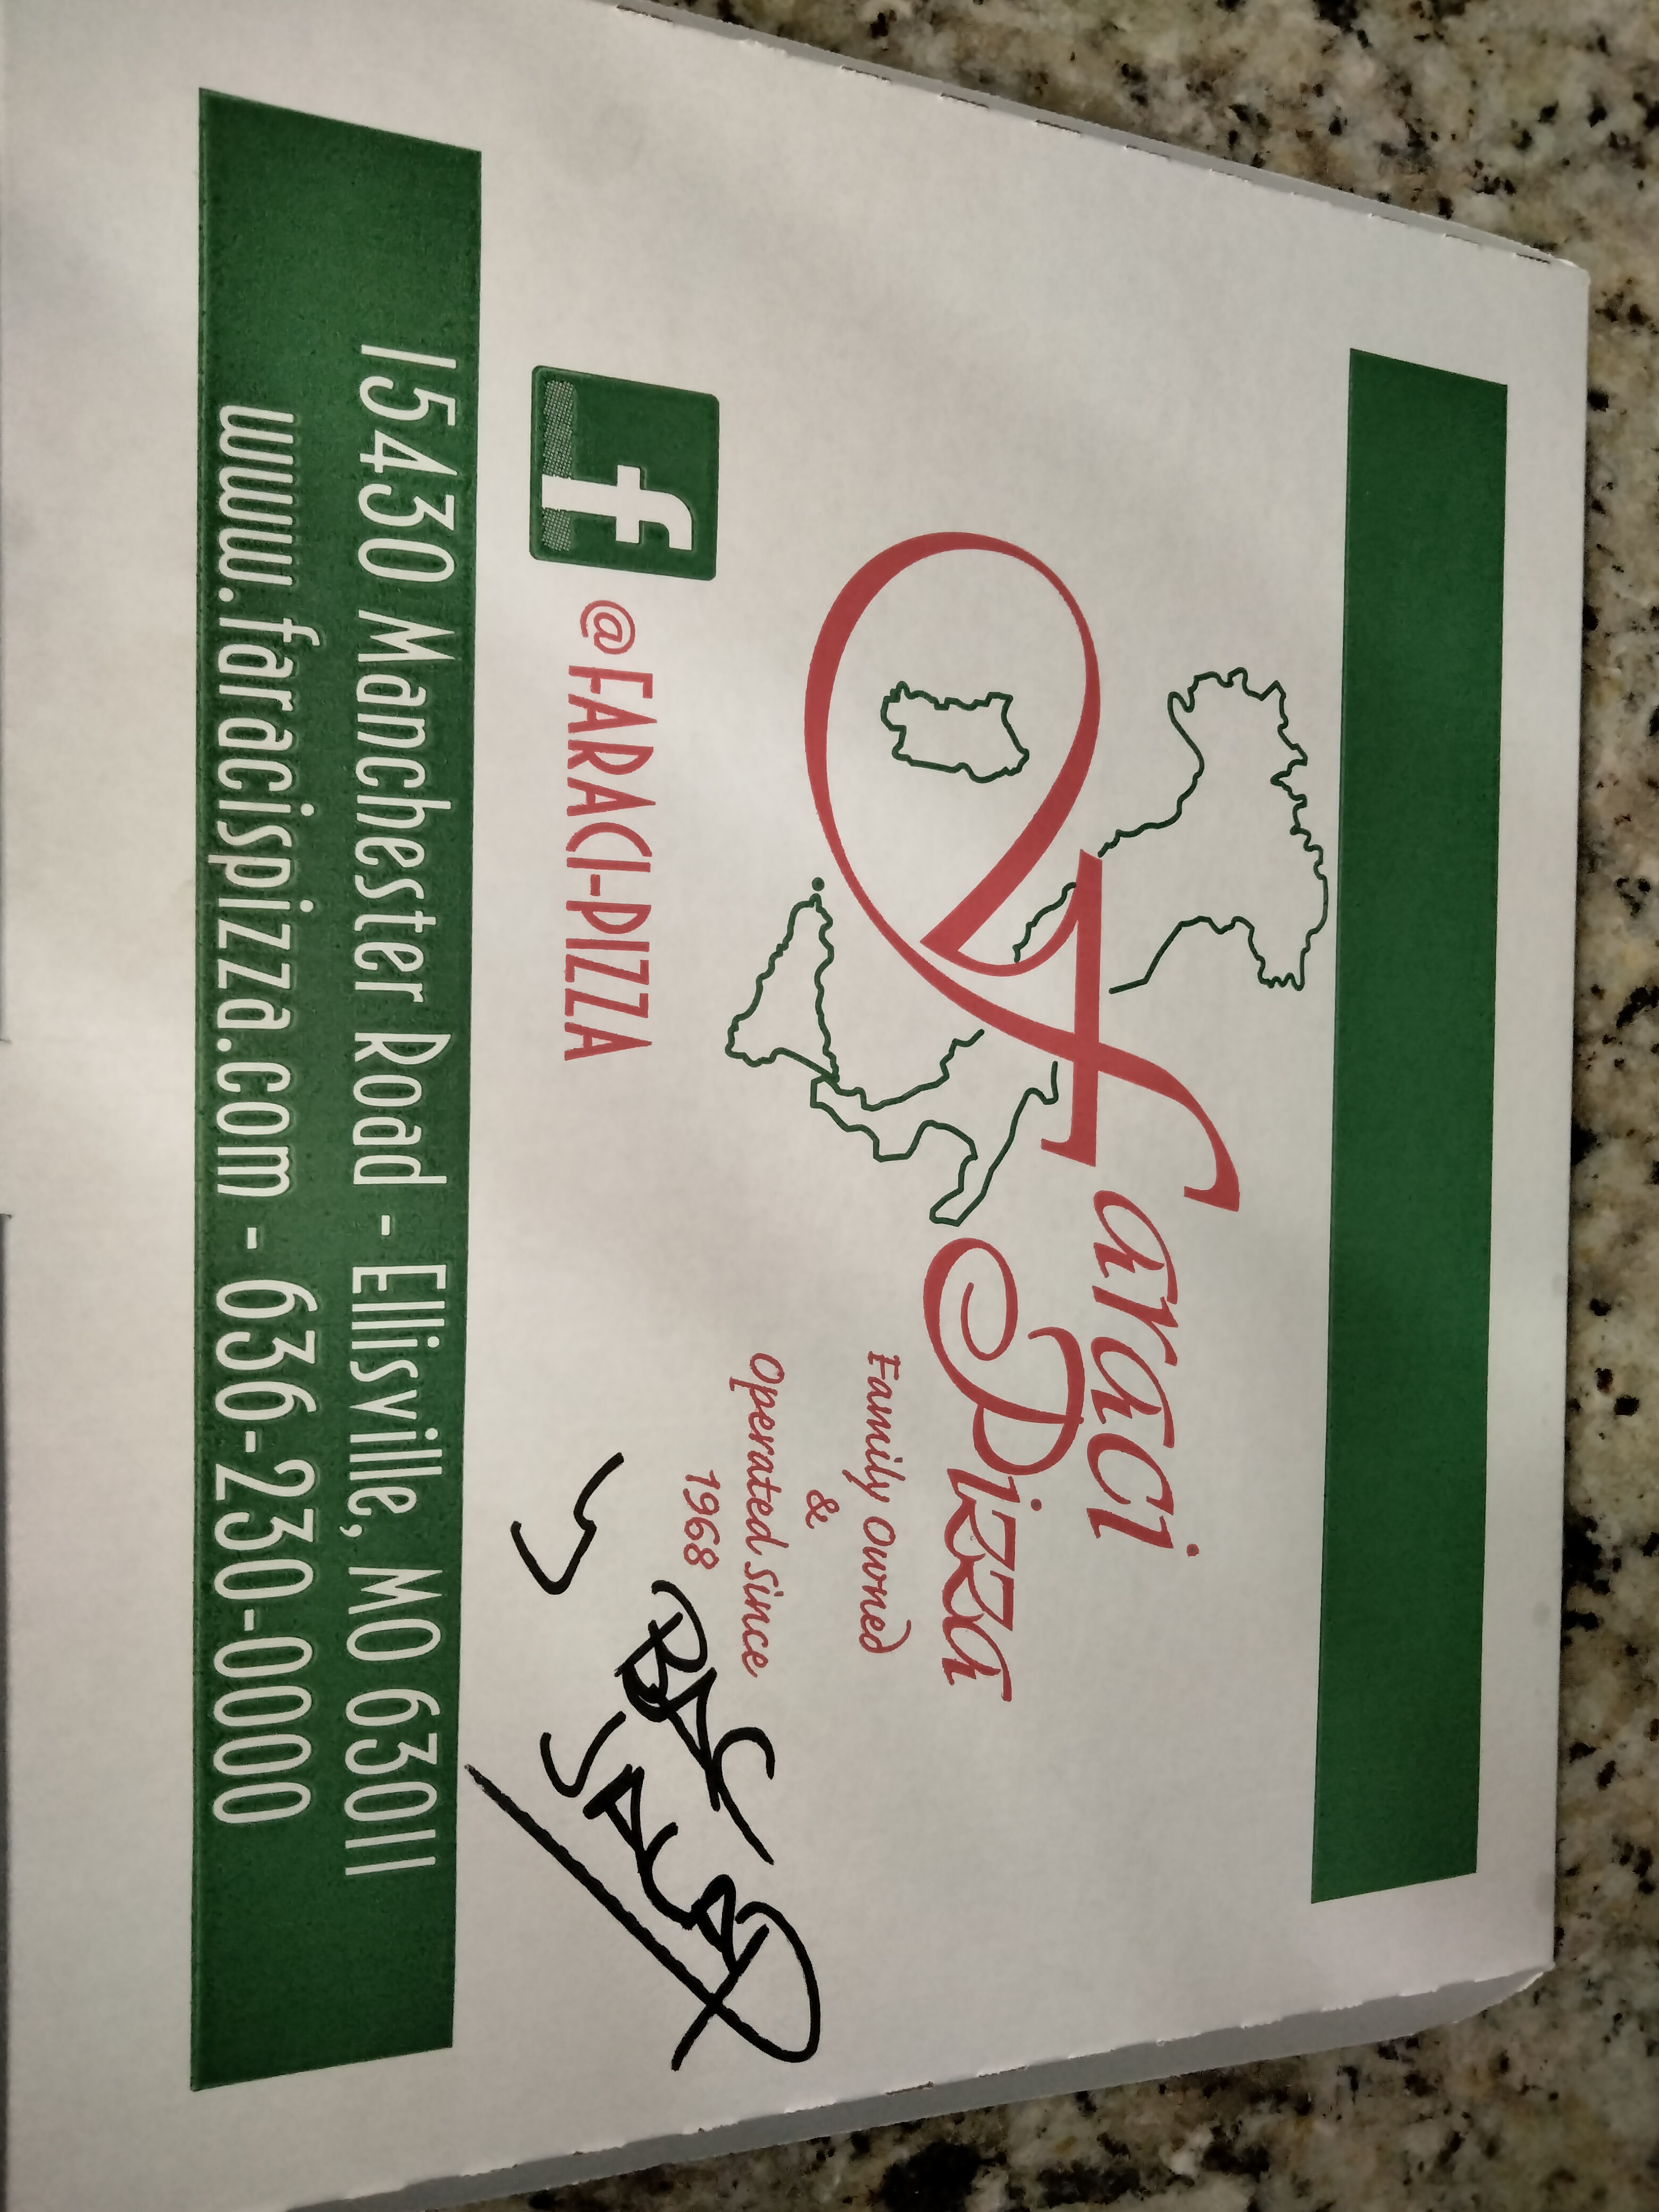 Faraci
Pizza
Family Owned
&
Operated Since
1968
f @FARACI-PIZZA
15430 Manchester Road - Ellisville, MO 63011
www.faracispizza.com - 636-230-0000